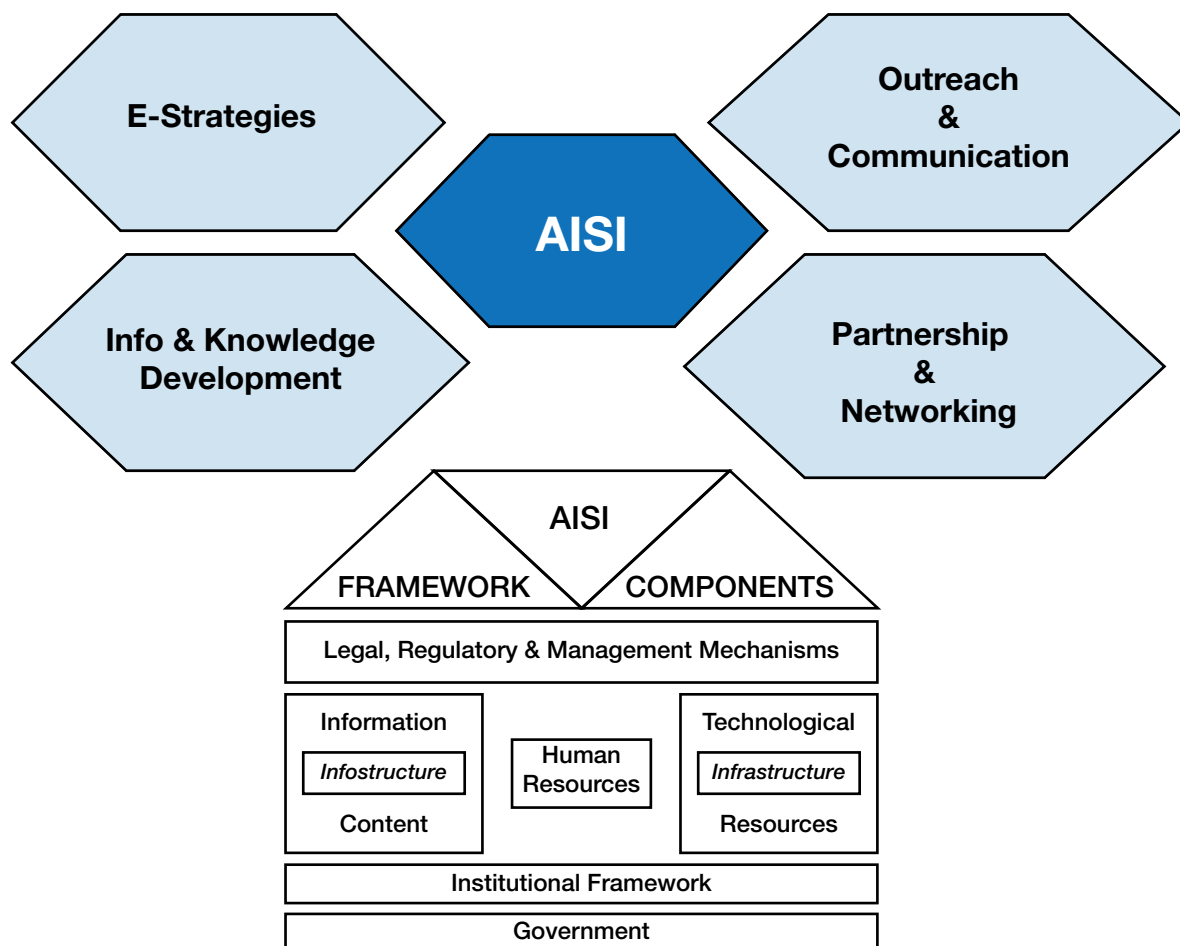 E-Strategies
Outreach
&
Communication
AISI
Info & Knowledge
Development
Partnership
&
Networking
AISI
FRAMEWORK
COMPONENTS
Legal, Regulatory & Management Mechanisms
Information
Infostructure
Content
Human
Resources
Technological
Infrastructure
Resources
Institutional Framework
Government